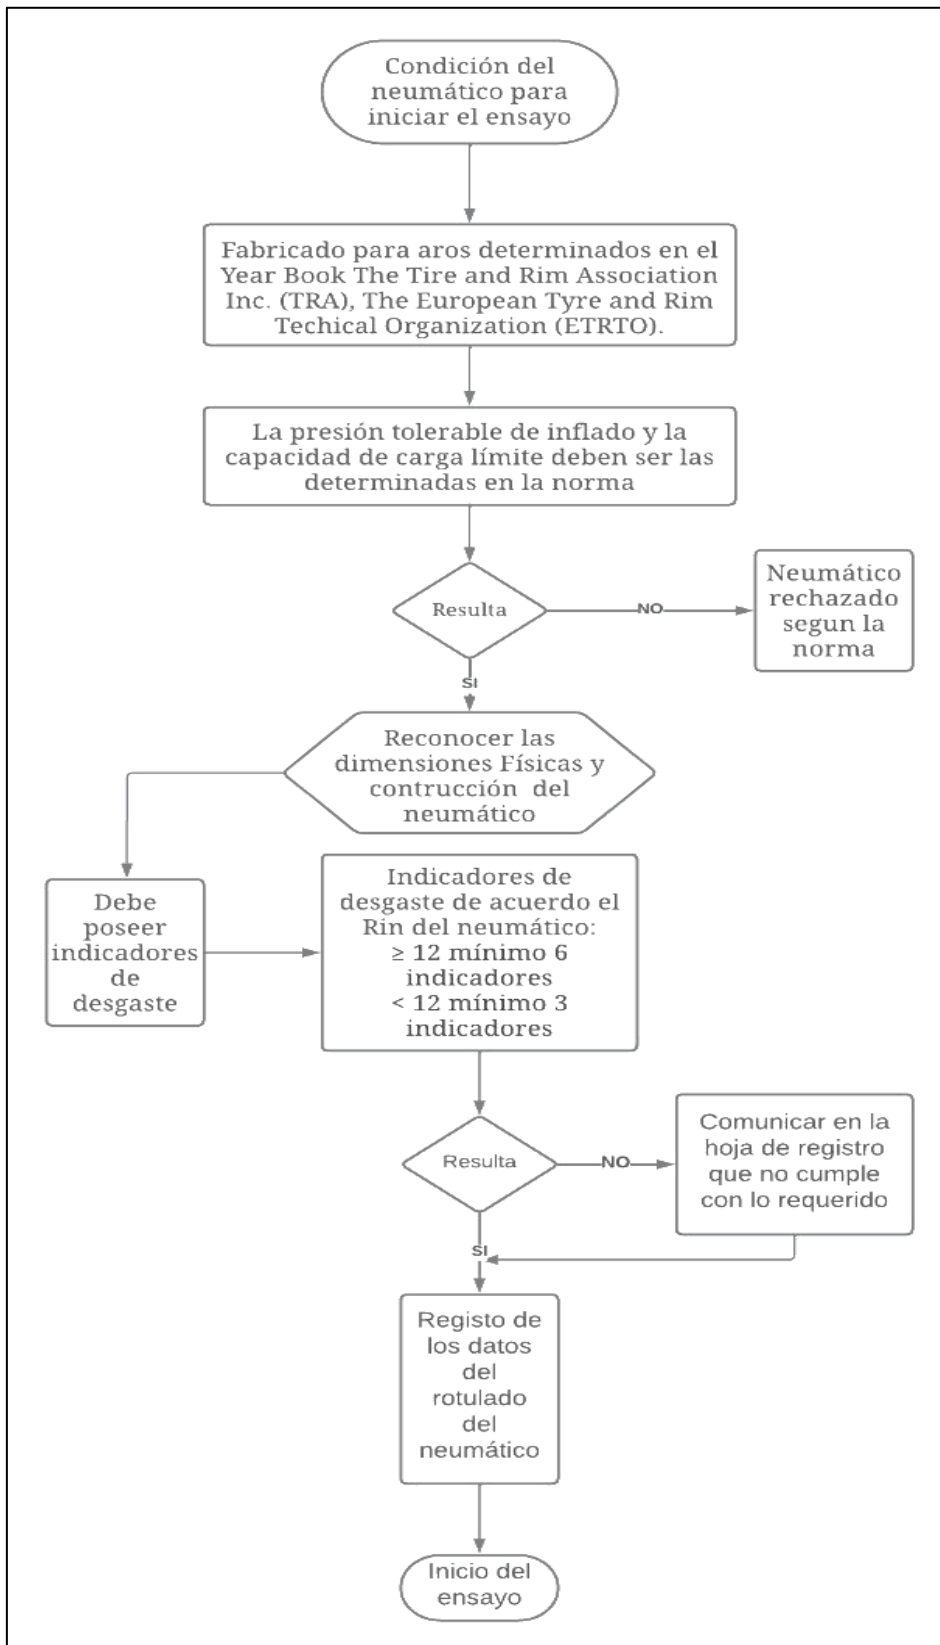 Condición del
neumático para
iniciar el ensayo
Fabricado para aros determinados en el
Year Book The Tire and Rim Association
Inc. (TRA), The European Tyre and Rim
Techical Organization (ETRTO).
La presión tolerable de inflado y la
capacidad de carga límite deben ser las
determinadas en la norma
Resulta
NO
Neumático
rechazado
segun la
norma
SI
Reconocer las
dimensiones Físicas y
contrucción del
neumático
Debe
poseer
indicadores
de
desgaste
Indicadores de
desgaste de acuerdo el
Rin del neumático:
≥ 12 mínimo 6
indicadores
< 12 mínimo 3
indicadores
Resulta
NO
Comunicar en la
hoja de registro
que no cumple
con lo requerido
SI
Registo de
los datos
del
rotulado
del
neumático
Inicio del
ensayo